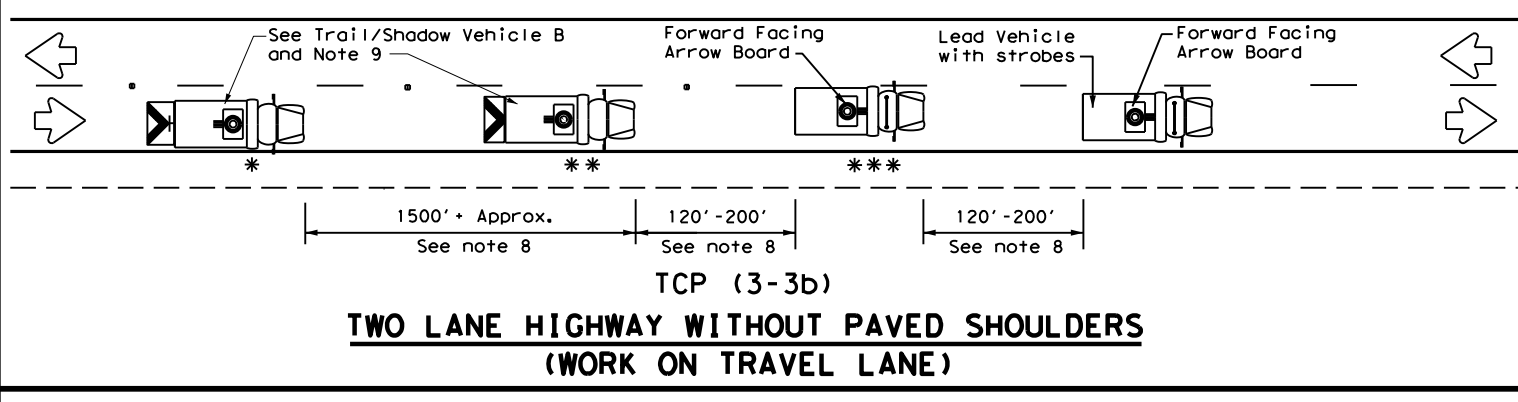 See Trail/Shadow Vehicle B
and Note 9
Forward Facing
Arrow Board
Lead Vehicle
with strobes
Forward Facing
Arrow Board
*
**
***
1500'+ Approx.
See note 8
120'-200'
See note 8
120'-200'
See note 8
TCP (3-3b)
TWO LANE HIGHWAY WITHOUT PAVED SHOULDERS
(WORK ON TRAVEL LANE)